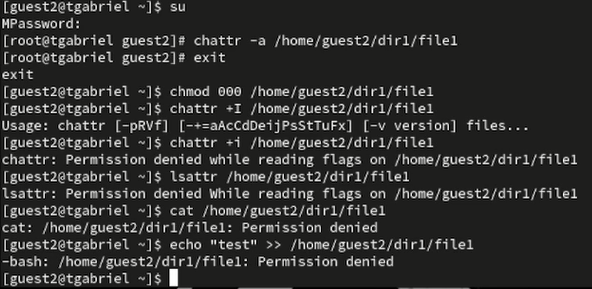 [guest2@tgabriel ~]$ su
MPassword:
[root@tgabriel guest2]# chattr -a /home/guest2/dir1/file1
[root@tgabriel guest2]# exit
exit
[guest2@tgabriel ~]$ chmod 000 /home/guest2/dir1/file1
[guest2@tgabriel ~]$ chattr +I /home/guest2/dir1/file1
Usage: chattr [-pRVf] [-+=aAcCdDeijPsStTuFx] [-v version] files...
[guest2@tgabriel ~]$ chattr +i /home/guest2/dir1/file1
chattr: Permission denied while reading flags on /home/guest2/dir1/file1
[guest2@tgabriel ~]$ lsattr /home/guest2/dir1/file1
lsattr: Permission denied While reading flags on /home/guest2/dir1/file1
[guest2@tgabriel ~]$ cat /home/guest2/dir1/file1
cat: /home/guest2/dir1/file1: Permission denied
[guest2@tgabriel ~]$ echo "test" >> /home/guest2/dir1/file1
-bash: /home/guest2/dir1/file1: Permission denied
[guest2@tgabriel ~]$